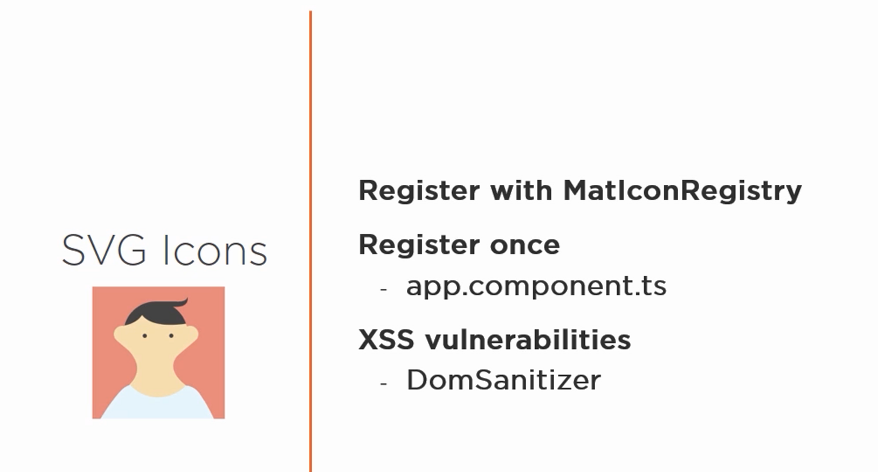 SVG Icons
Register with MatIconRegistry
Register once
- app.component.ts
XSS vulnerabilities
- DomSanitizer